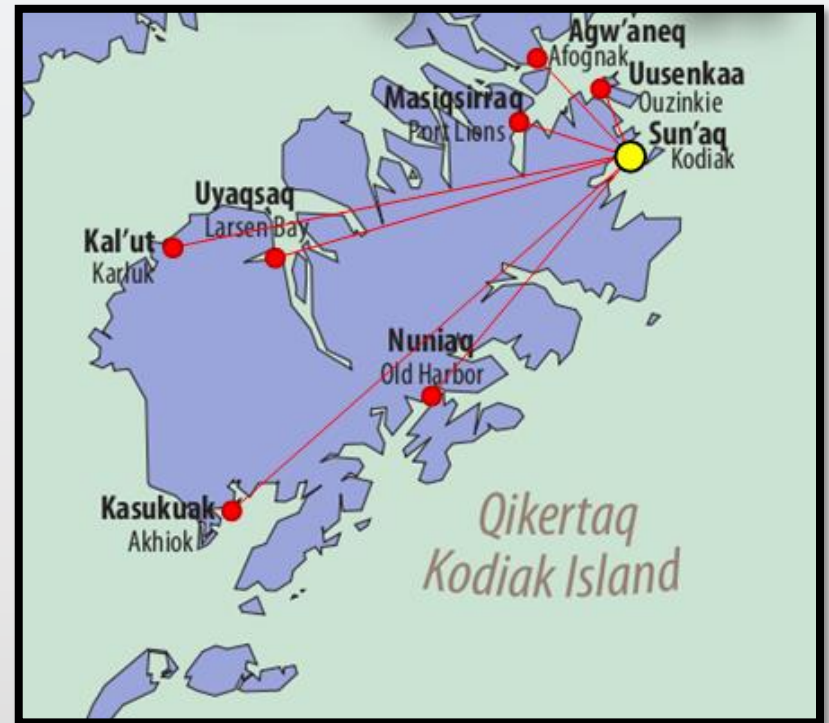 Agw'aneq
Afognak
Uusenkaa
Ouzinkie
Masiqsirraq
Port Lions
Sun'aq
Kodiak
Uyaqsaq
Larsen Bay
Kal'ut
Karluk
Nuniaq
Old Harbor
Kasukuak
Akhiok
Qikertaq
Kodiak Island